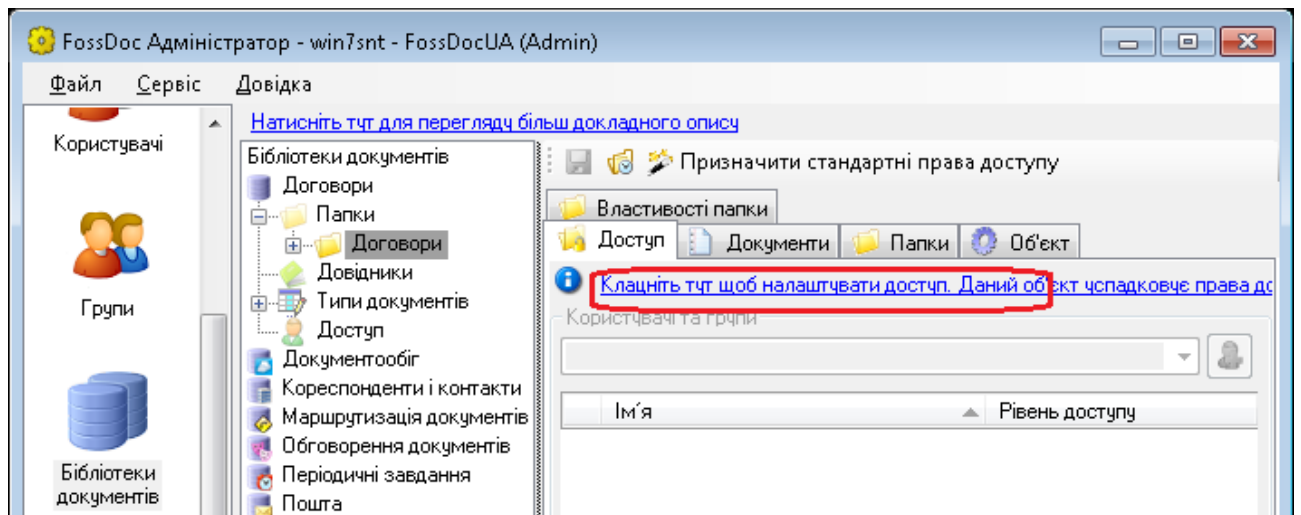 FossDoc Адміністратор - win7snt - FossDocUA (Admin)
Файл Сервіс Довідка
Користувачі
Групи
Бібліотеки
документів
Натисніть тут для перегляду більш докладного опису
Бібліотеки документів
Договори
Папки
Договори
Довідники
Типи документів
Доступ
Документообіг
Кореспонденти і контакти
Маршрутизація документів
Обговорення документів
Періодичні завдання
Пошта
Призначити стандартні права доступу
Властивості папки
Доступ Документи Папки Об'єкт
Клацніть тут щоб налаштувати доступ. Даний об'єкт успадковує права до
Користувачі та групи
Ім´я Рівень доступу